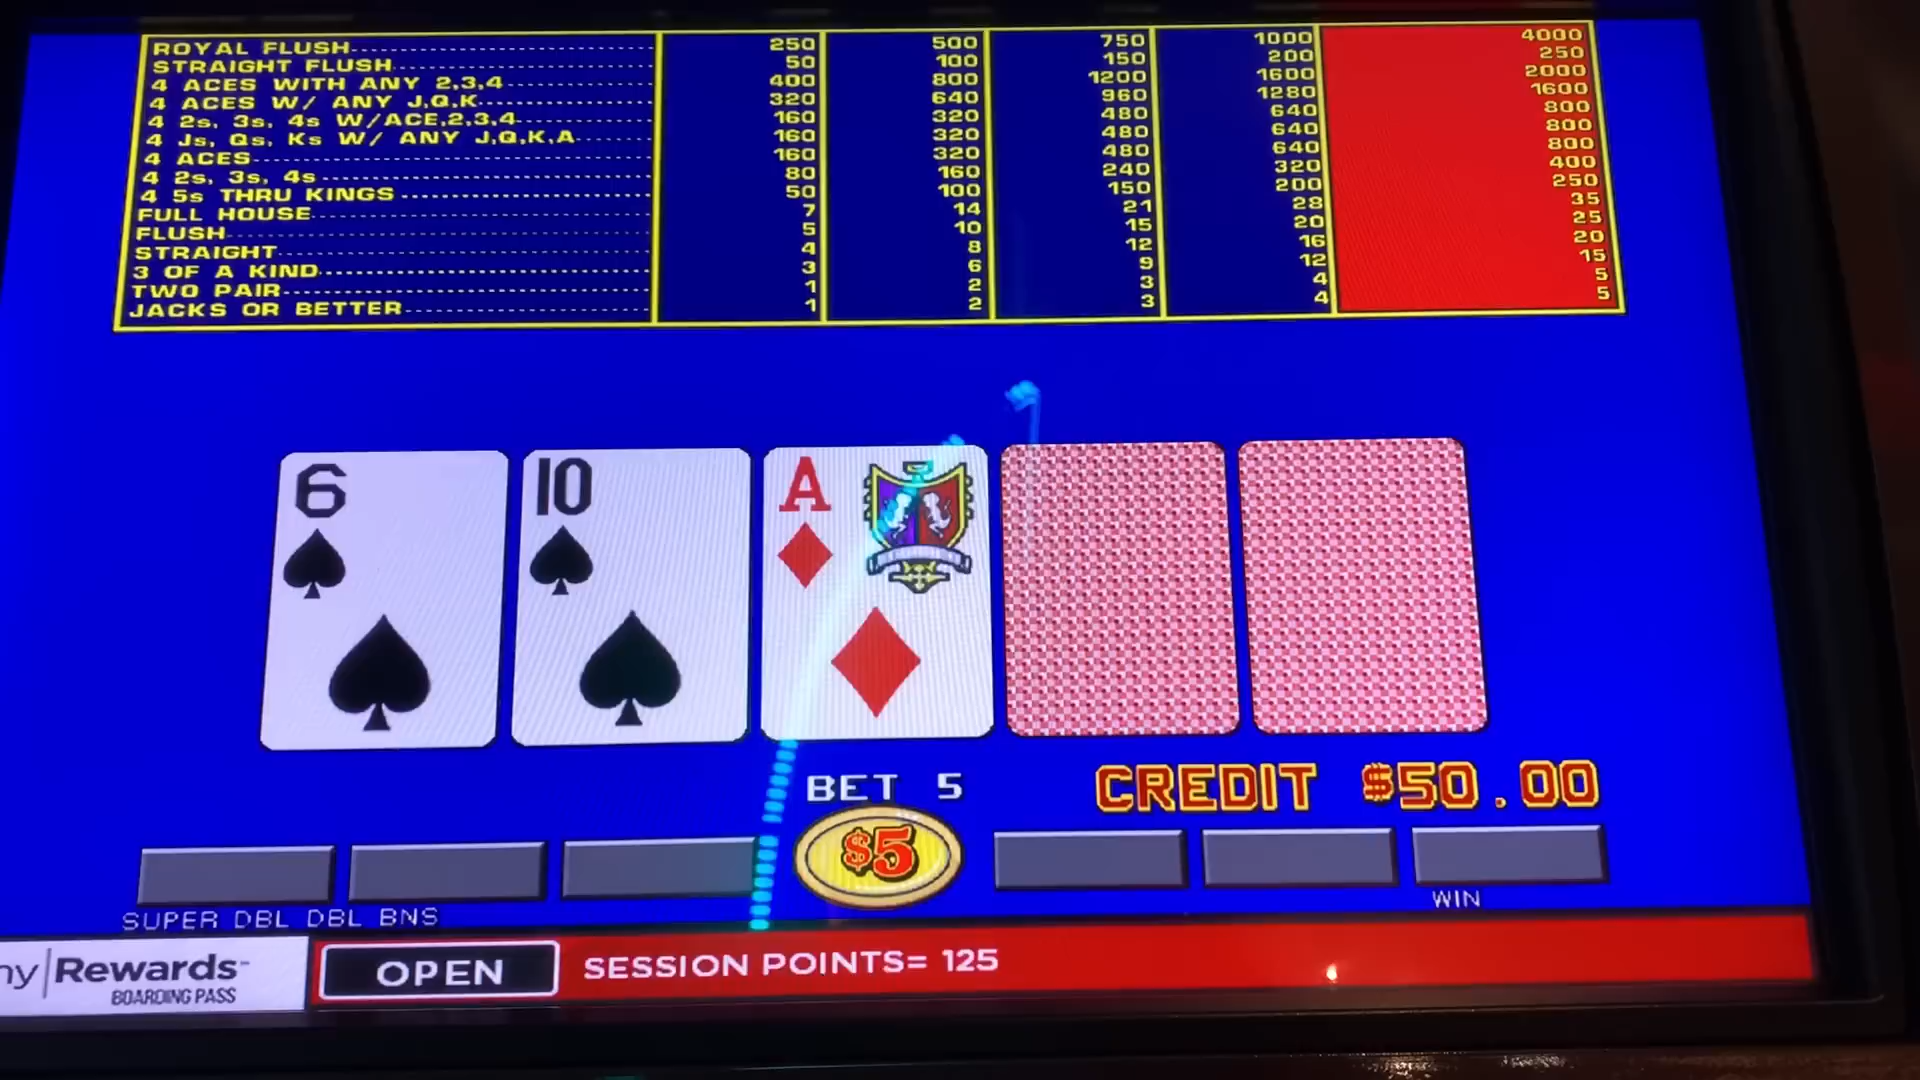 ROYAL FLUSH 250 500 750 1000 4000
STRAIGHT FLUSH 50 100 150 200 250
4 ACES WITH ANY 2,3,4 400 800 1200 1600 2000
4 ACES W/ ANY J,Q,K 320 640 960 1280 1600
4 2s, 3s, 4s W/ACE,2,3,4 160 320 480 640 800
4 Js, Qs, Ks W/ ANY J,Q,K,A 160 320 480 640 800
4 ACES 160 320 480 640 800
4 2s, 3s, 4s 80 160 240 320 400
4 5s THRU KINGS 50 100 150 200 250
FULL HOUSE 7 14 21 28 35
FLUSH 5 10 15 20 25
STRAIGHT 4 8 12 16 20
3 OF A KIND 3 6 9 12 15
TWO PAIR 1 2 3 4 5
JACKS OR BETTER 1 2 3 4 5
6 10 A
BET 5 CREDIT $50.00
$5
WIN
SUPER DBL DBL BNS
ny|Rewards
BOARDING PASS
OPEN
SESSION POINTS= 125